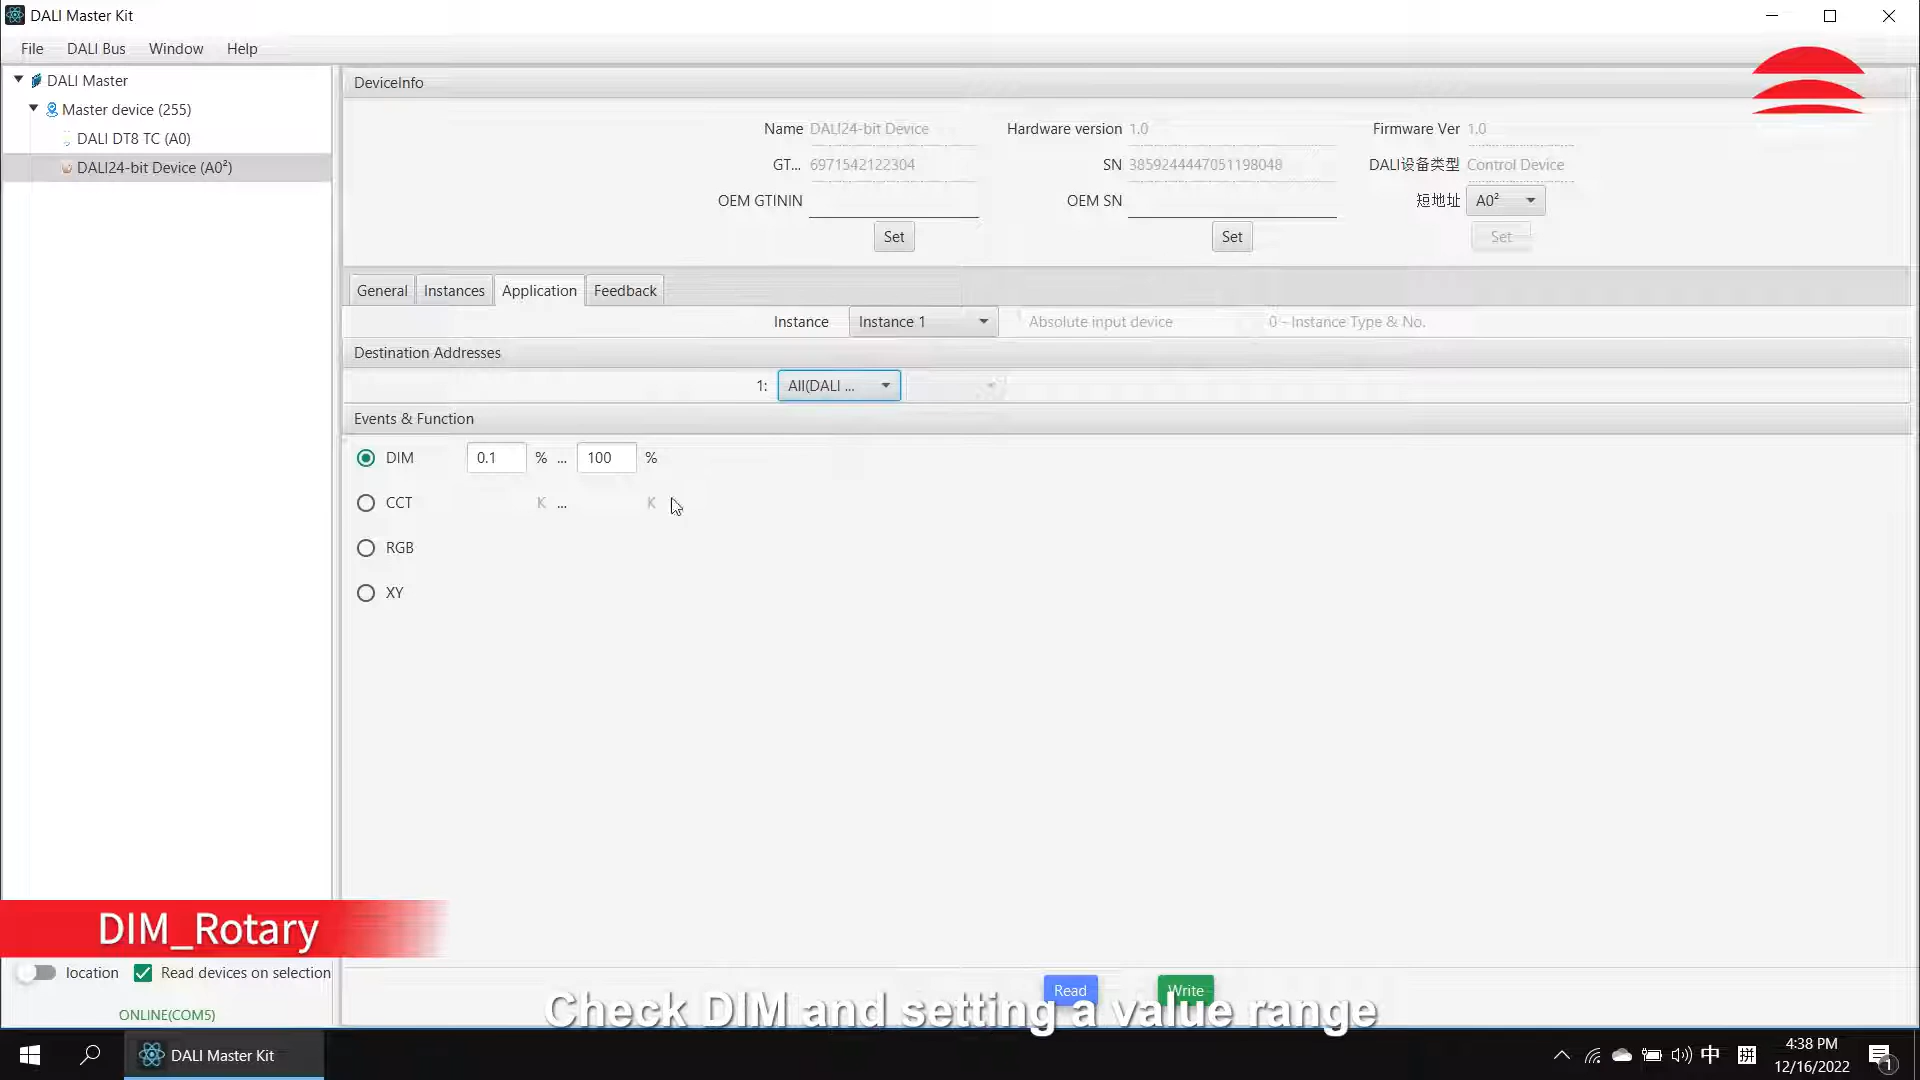 DALI Master Kit
File DALI Bus Window Help
DALI Master
Master device (255)
DALI DT8 TC (A0)
DALI24-bit Device (A0²)
DeviceInfo
Name DALI24-bit Device Hardware version 1.0 Firmware Ver 1.0
GT... 6971542122304 SN 3859244447051198048 DALI设备类型 Control Device
OEM GTININ OEM SN 短地址 A0²
Set Set Set
General Instances Application Feedback
Instance Instance 1 Absolute input device 0 - Instance Type & No.
Destination Addresses
1: All(DALI ...
Events & Function
DIM 0.1 % ... 100 %
CCT K ... K
RGB
XY
DIM_Rotary
location Read devices on selection
Read Write
Check DIM and setting a value range
ONLINE(COM5)
DALI Master Kit
中 拼 4:38 PM
12/16/2022 1